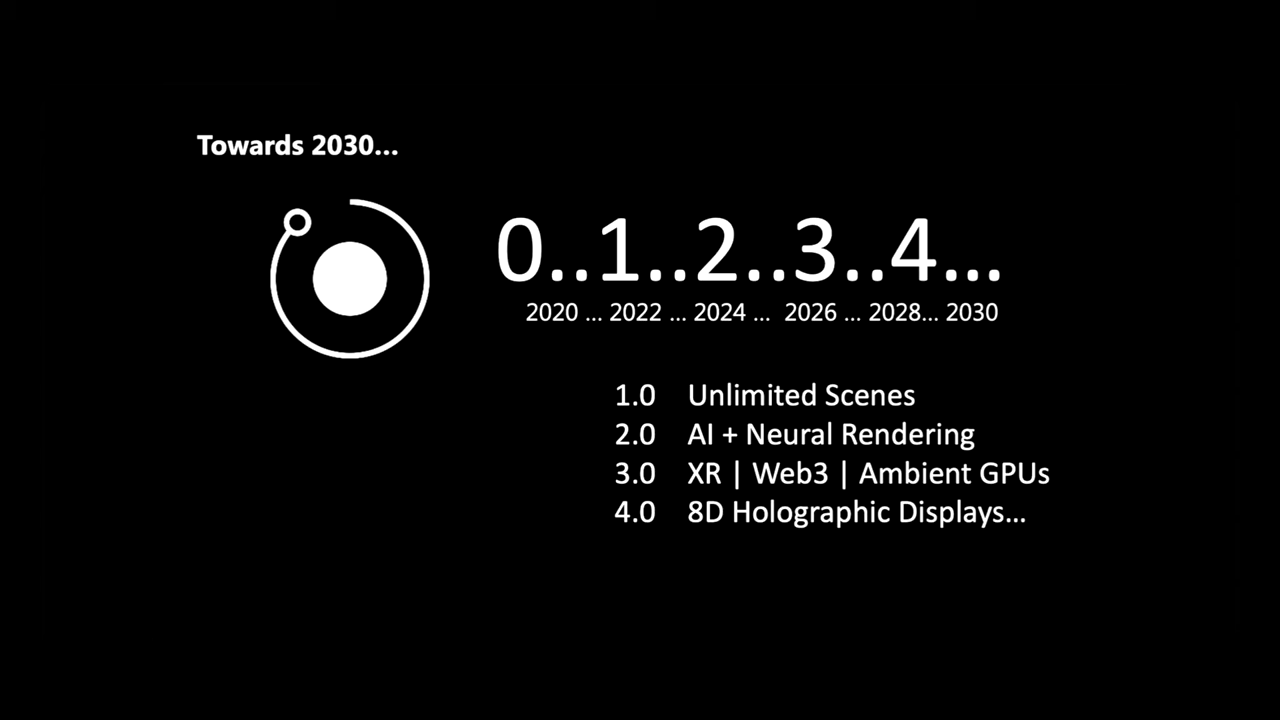 Towards 2030...
0..1..2..3..4...
2020 ... 2022 ... 2024 ... 2026 ... 2028... 2030
1.0 Unlimited Scenes
2.0 AI + Neural Rendering
3.0 XR | Web3 | Ambient GPUs
4.0 8D Holographic Displays...